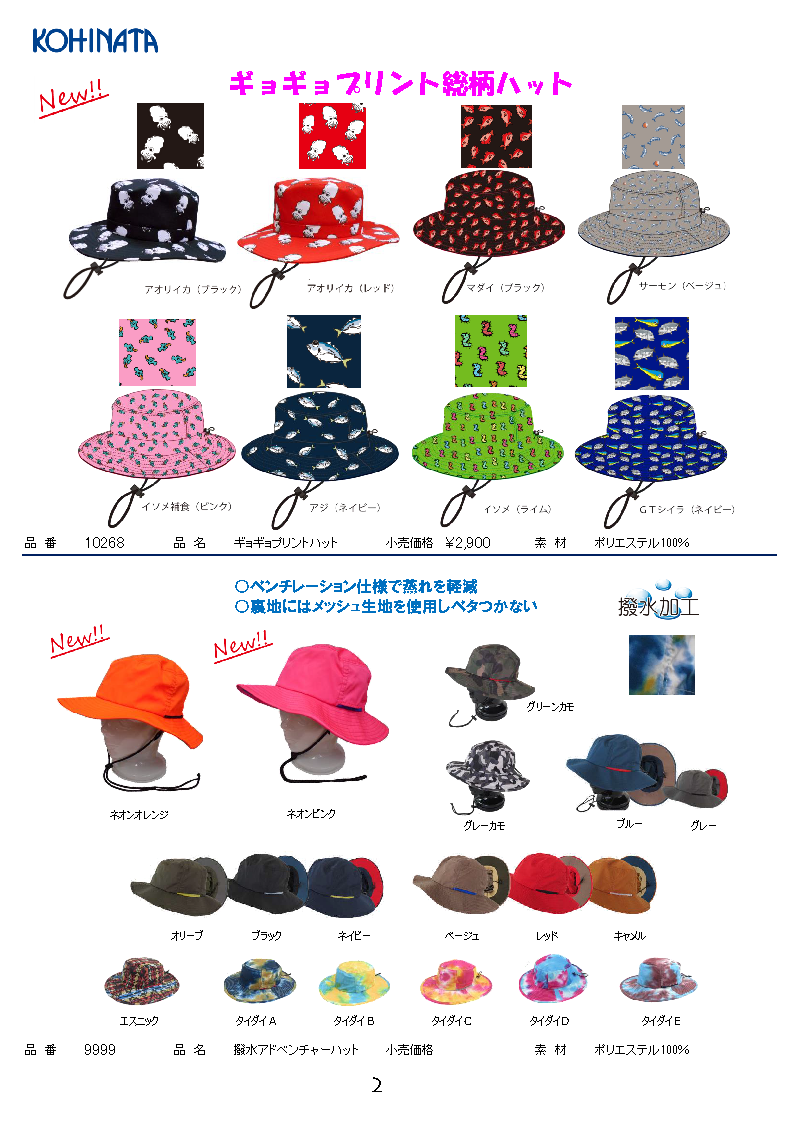 KOHINATA
New!!
ギョギョプリント総柄ハット
アオリイカ（ブラック）
アオリイカ（レッド）
マダイ（ブラック）
サーモン（ベージュ）
イソメ補食（ピンク）
アジ（ネイビー）
イソメ（ライム）
ＧＴシイラ（ネイビー）
品 番 10268 品 名 ギョギョプリントハット 小売価格 ¥2,900 素 材 ポリエステル100%
○ベンチレーション仕様で蒸れを軽減
○裏地にはメッシュ生地を使用しベタつかない
撥水加工
New!!
New!!
グリーンカモ
ネオンオレンジ
ネオンピンク
グレーカモ
ブルー
グレー
オリーブ
ブラック
ネイビー
ベージュ
レッド
キャメル
エスニック
タイダイA
タイダイB
タイダイC
タイダイD
タイダイE
品 番 9999 品 名 撥水アドベンチャーハット 小売価格 素 材 ポリエステル100%
2